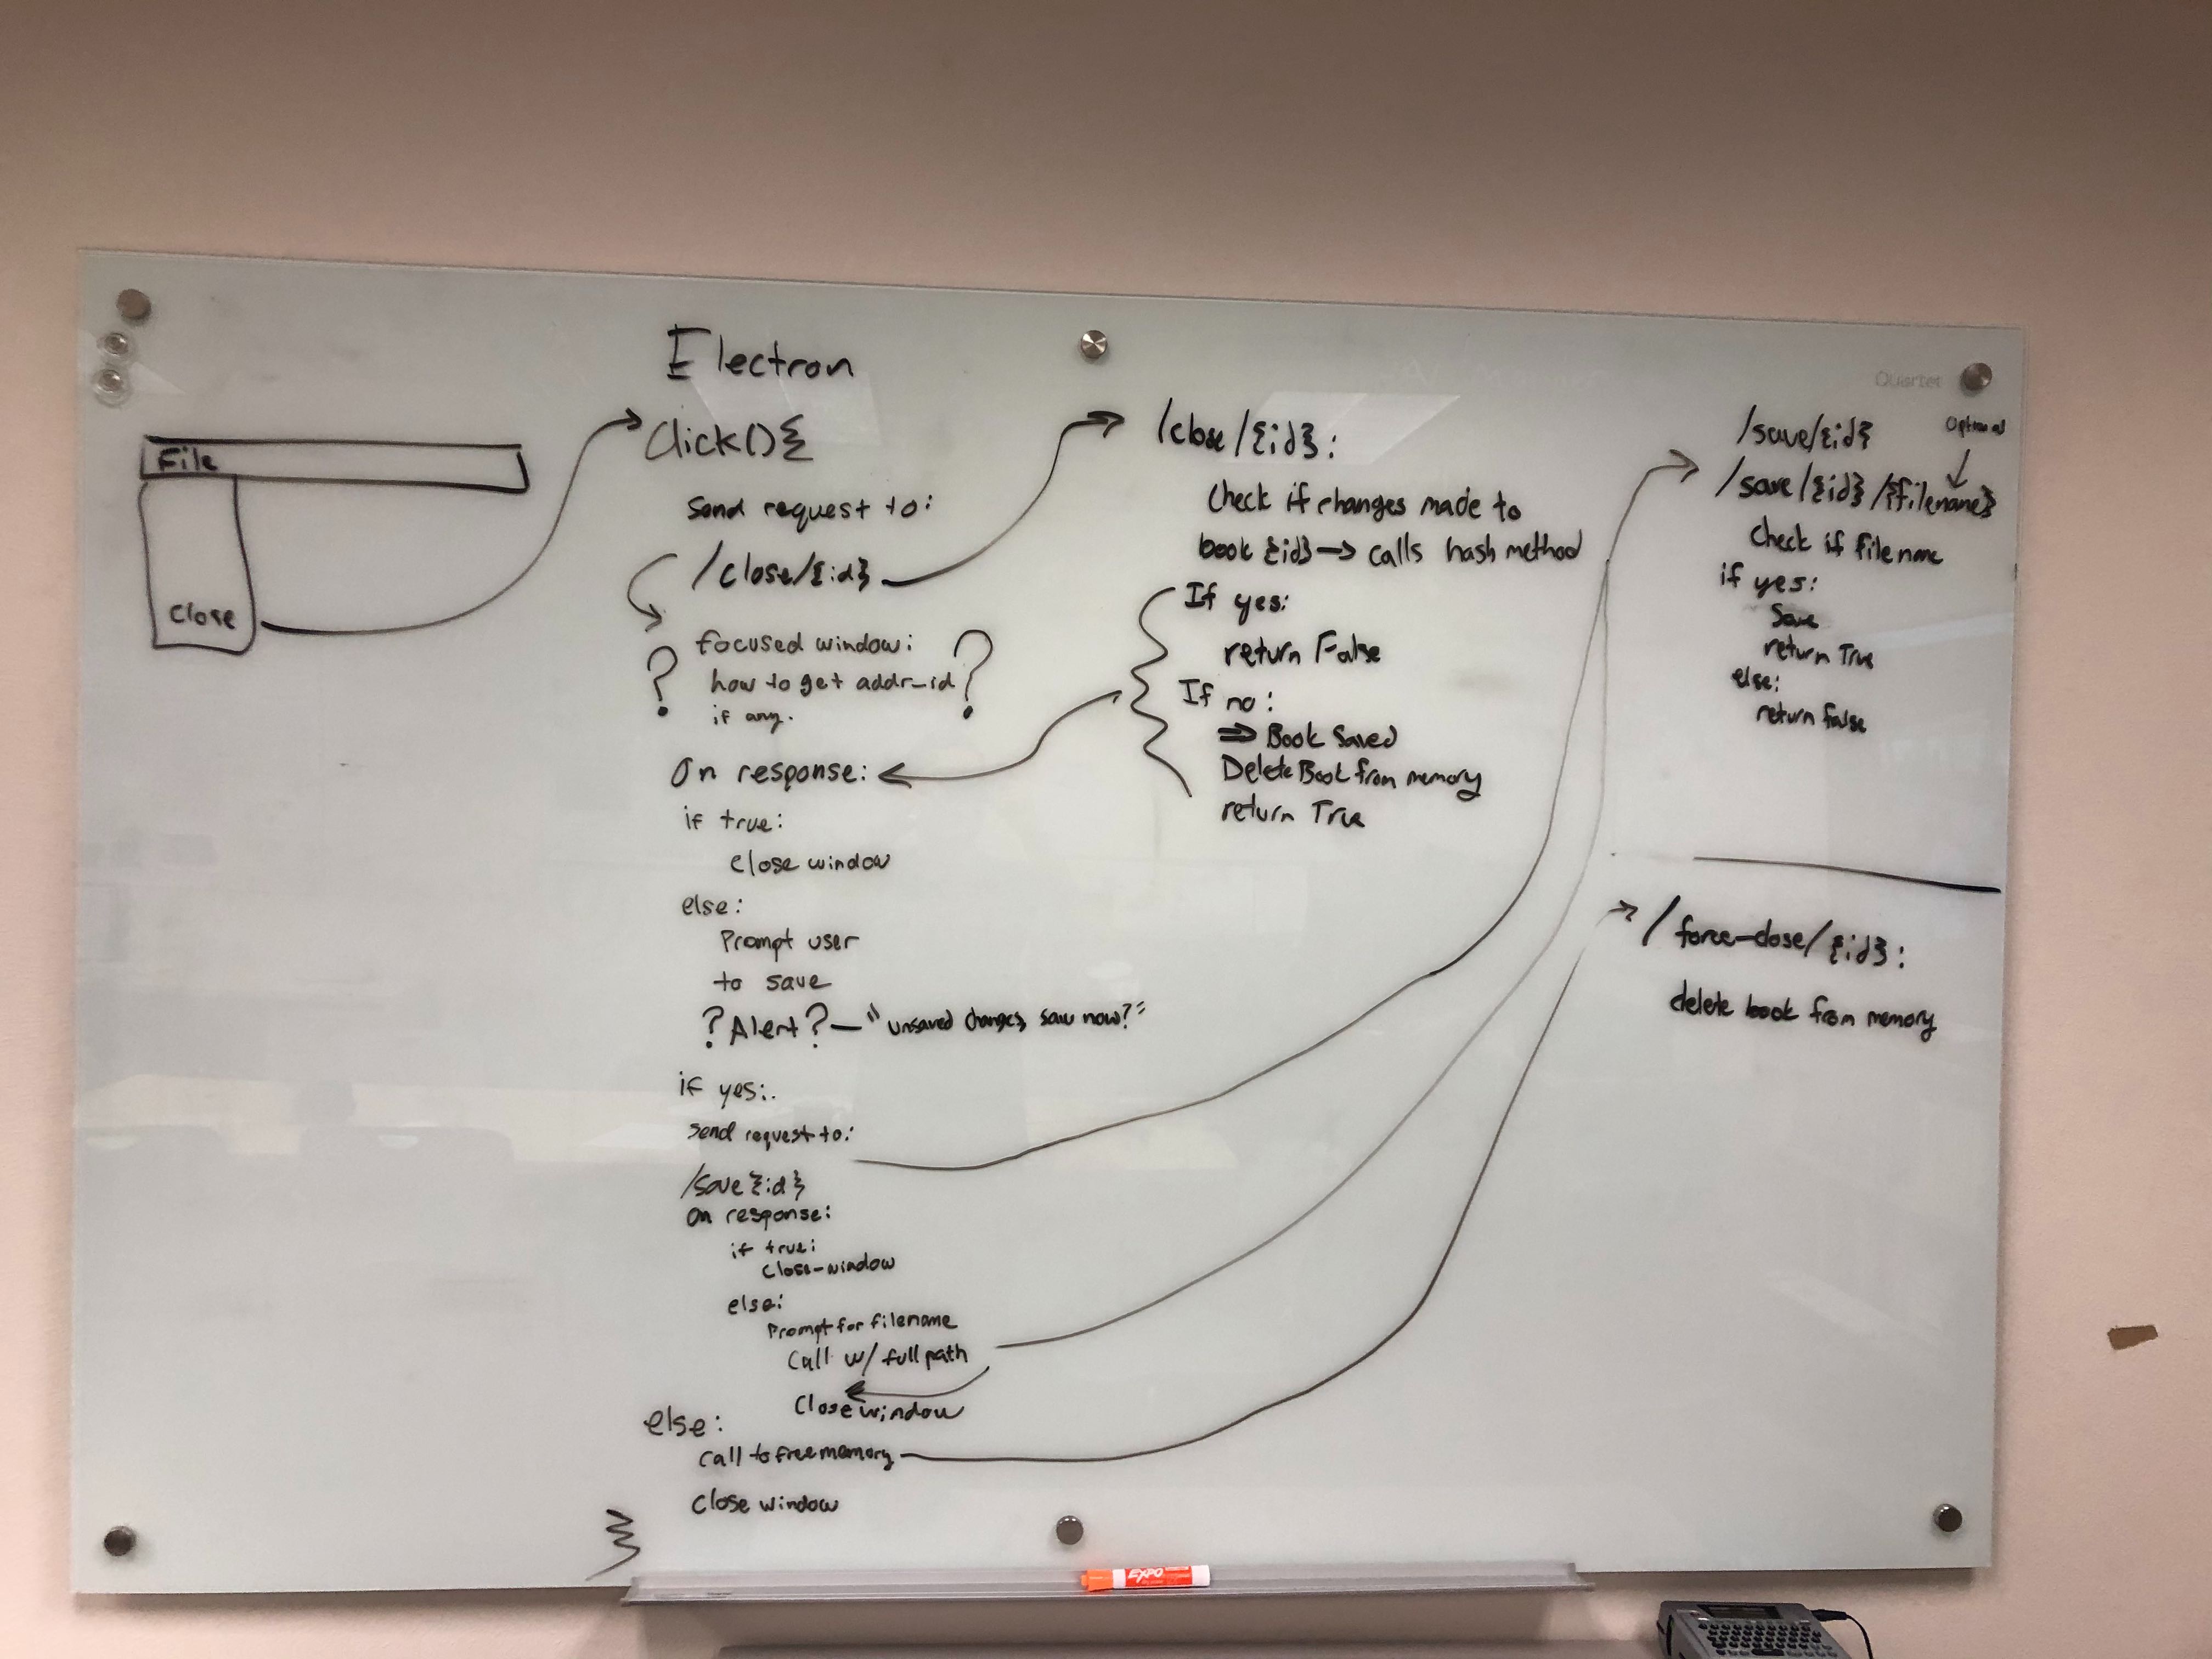 File
Close
Electron
Click(){
Send request to:
/close/{id}
? focused window: ?
how to get addr_id
if any.
On response:
if true:
close window
else:
Prompt user
to save
? Alert? — "unsaved changes, save now?"
if yes:
send request to:
/save{id}
on response:
if true:
close-window
else:
Prompt for filename
Call w/ full path
Close window
else:
call to free memory
Close window
/close/{id}:
Check if changes made to
book {id} → calls hash method
If yes:
return False
If no:
⇒ Book Saved
Delete Book from memory
return True
Quartet
Optional
/save/{id}
/save/{id}/{filename}
Check if filename
if yes:
Save
return True
else:
return false
/force-close/{id}:
delete book from memory
EXPO